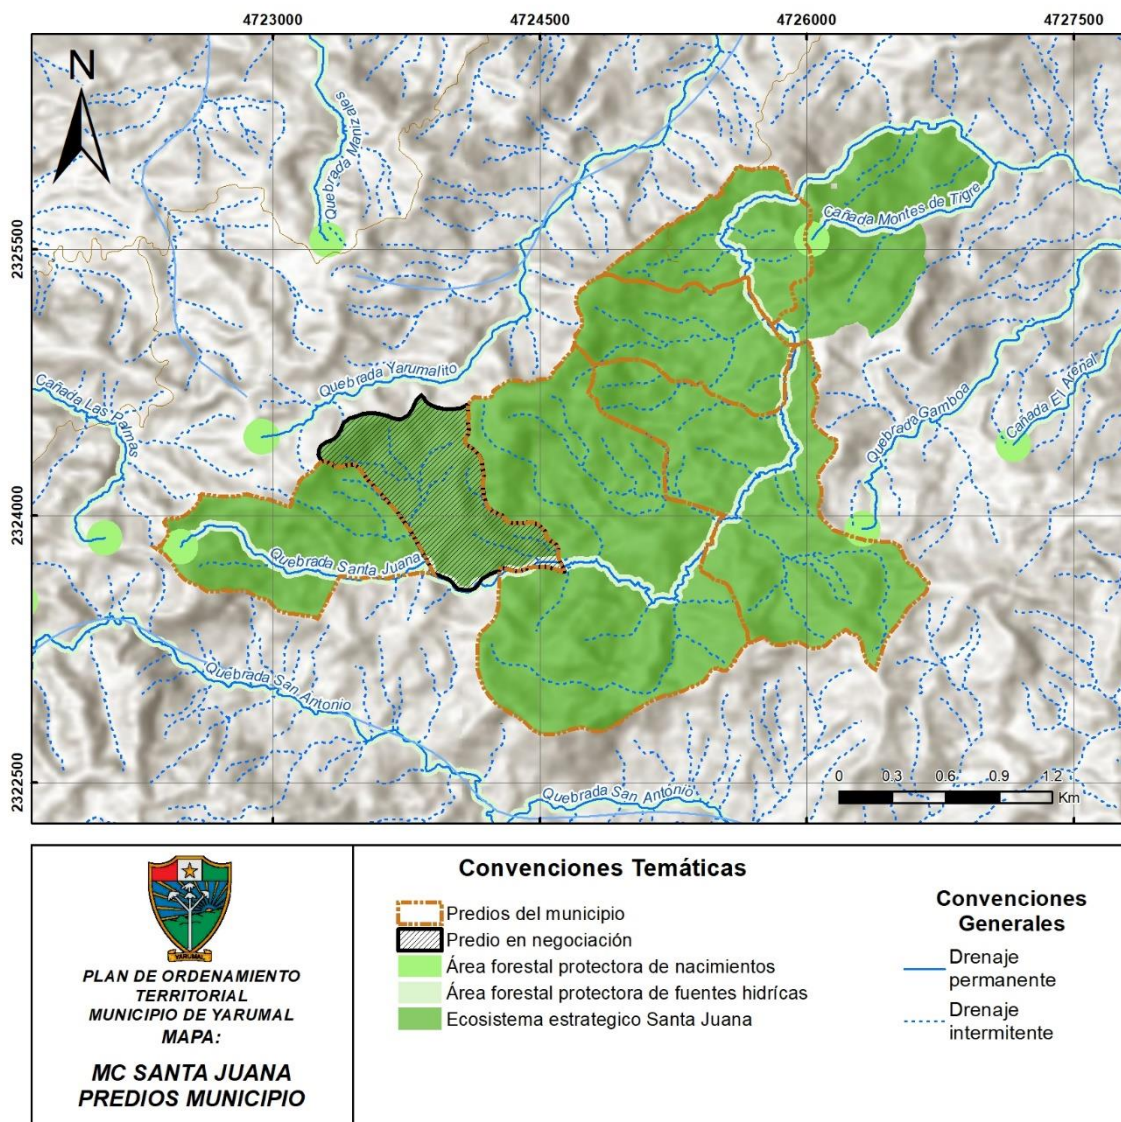 4723000 4724500 4726000 4727500
N
Quebrada Manizales
Cañada Montes de Tigre
2325500
Quebrada Yarumalito
Cañada Las Palmas
Quebrada Gamboa
Cañada El Arenal
2324000
Quebrada Santa Juana
Quebrada San Antonio
2322500
0 0.3 0.6 0.9 1.2
Km
Quebrada San Antonio
YARUMAL
PLAN DE ORDENAMIENTO
TERRITORIAL
MUNICIPIO DE YARUMAL
MAPA:
MC SANTA JUANA
PREDIOS MUNICIPIO
Convenciones Temáticas
Predios del municipio
Predio en negociación
Área forestal protectora de nacimientos
Área forestal protectora de fuentes hidrícas
Ecosistema estrategico Santa Juana
Convenciones
Generales
Drenaje
permanente
Drenaje
intermitente